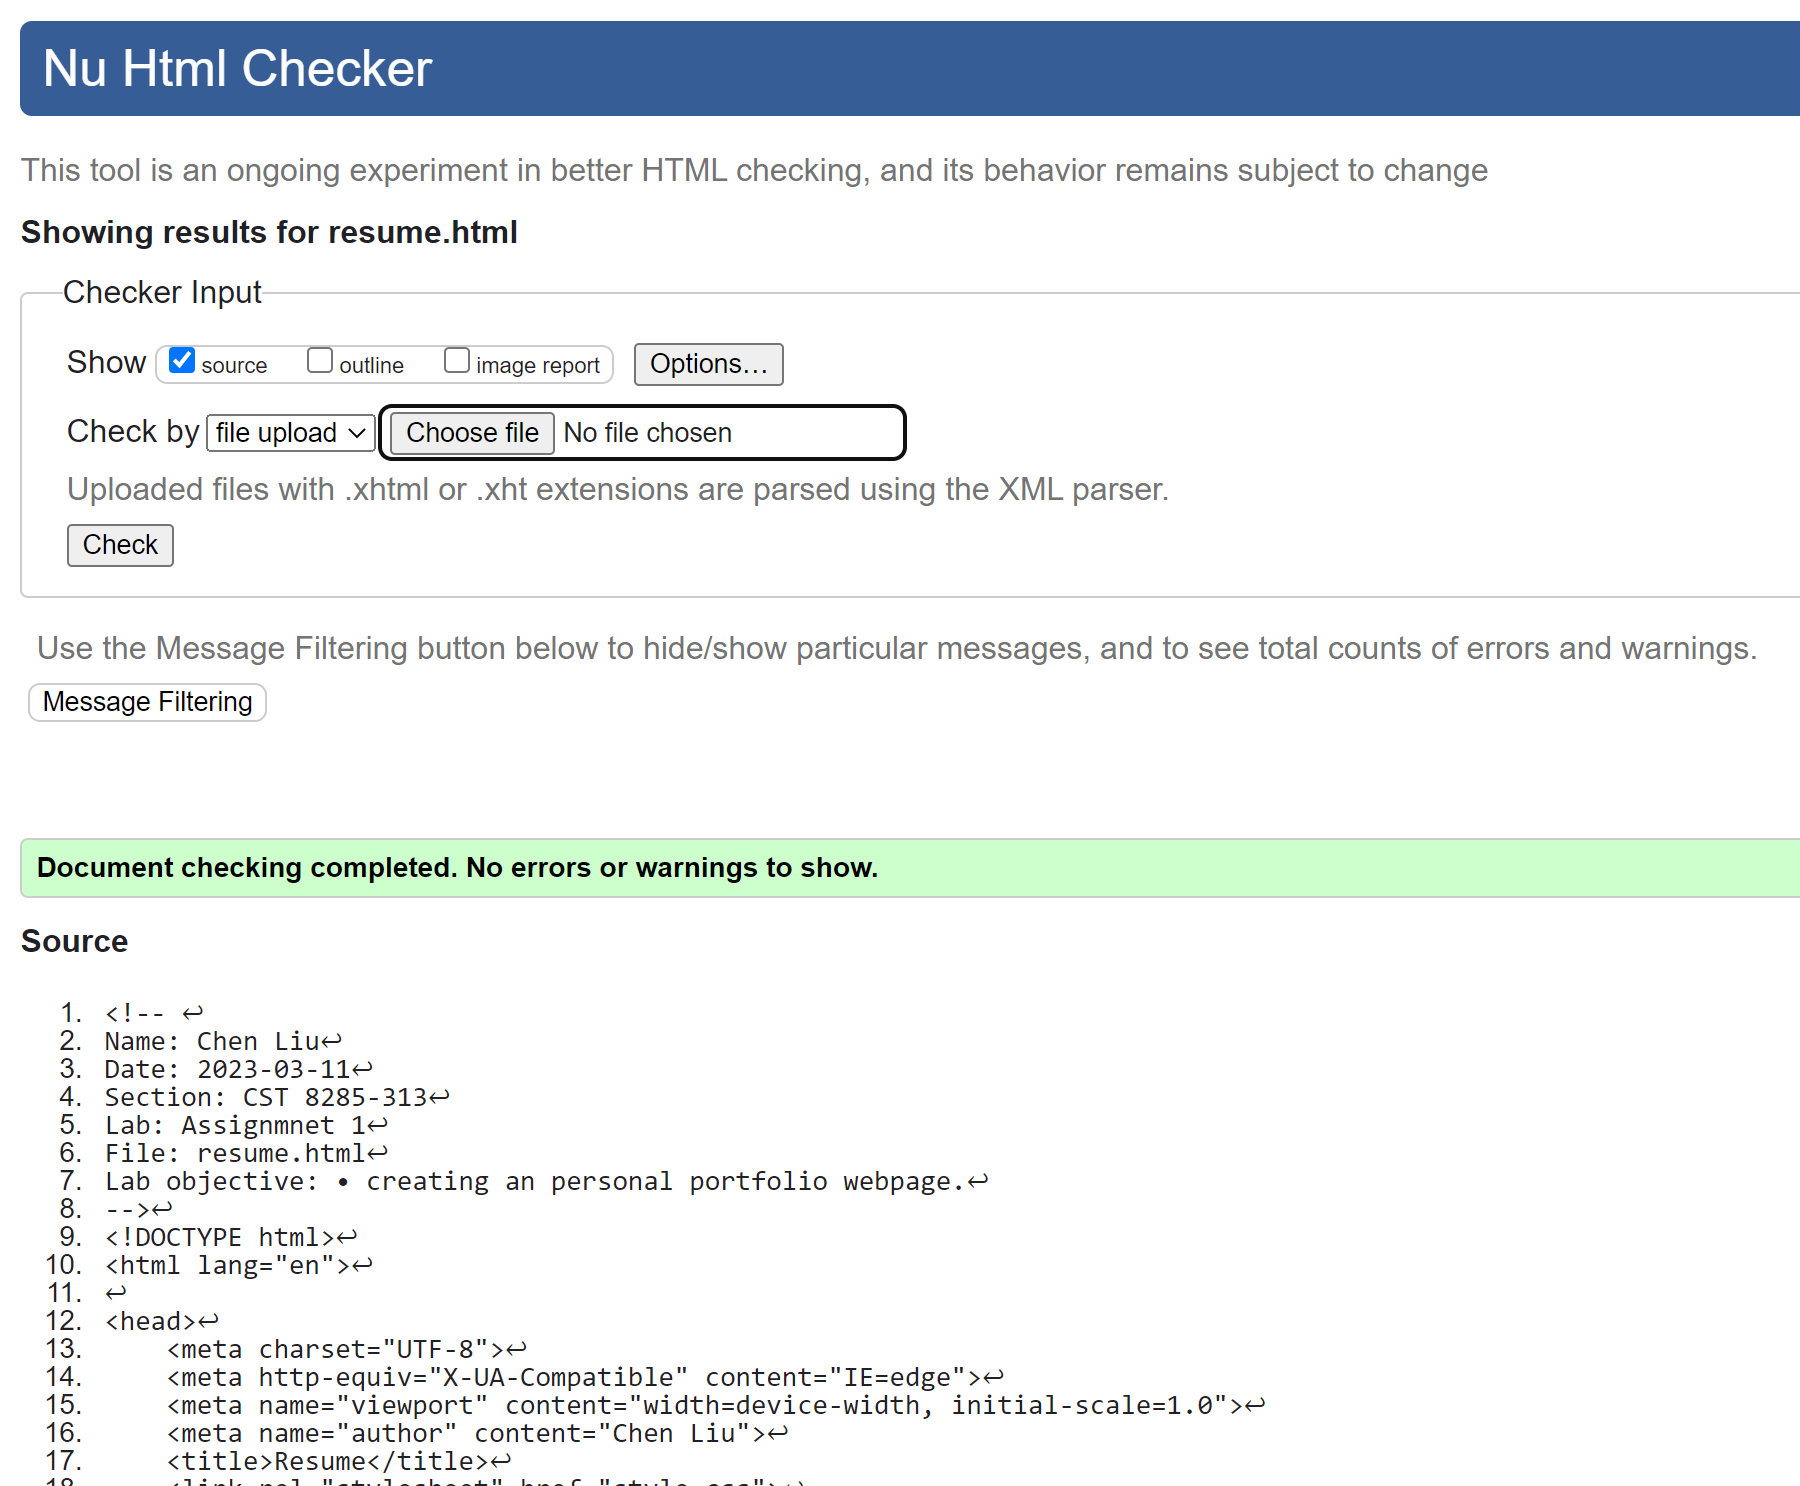 Nu Html Checker
This tool is an ongoing experiment in better HTML checking, and its behavior remains subject to change
Showing results for resume.html
Checker Input
Show source outline image report Options…
Check by file upload Choose file No file chosen
Uploaded files with .xhtml or .xht extensions are parsed using the XML parser.
Check
Use the Message Filtering button below to hide/show particular messages, and to see total counts of errors and warnings.
Message Filtering
Document checking completed. No errors or warnings to show.
Source
1. <!-- ↩
2. Name: Chen Liu↩
3. Date: 2023-03-11↩
4. Section: CST 8285-313↩
5. Lab: Assignmnet 1↩
6. File: resume.html↩
7. Lab objective: • creating an personal portfolio webpage.↩
8. -->↩
9. <!DOCTYPE html>↩
10. <html lang="en">↩
11. ↩
12. <head>↩
13. <meta charset="UTF-8">↩
14. <meta http-equiv="X-UA-Compatible" content="IE=edge">↩
15. <meta name="viewport" content="width=device-width, initial-scale=1.0">↩
16. <meta name="author" content="Chen Liu">↩
17. <title>Resume</title>↩
18. <link rel="stylesheet" href="style.css">↩